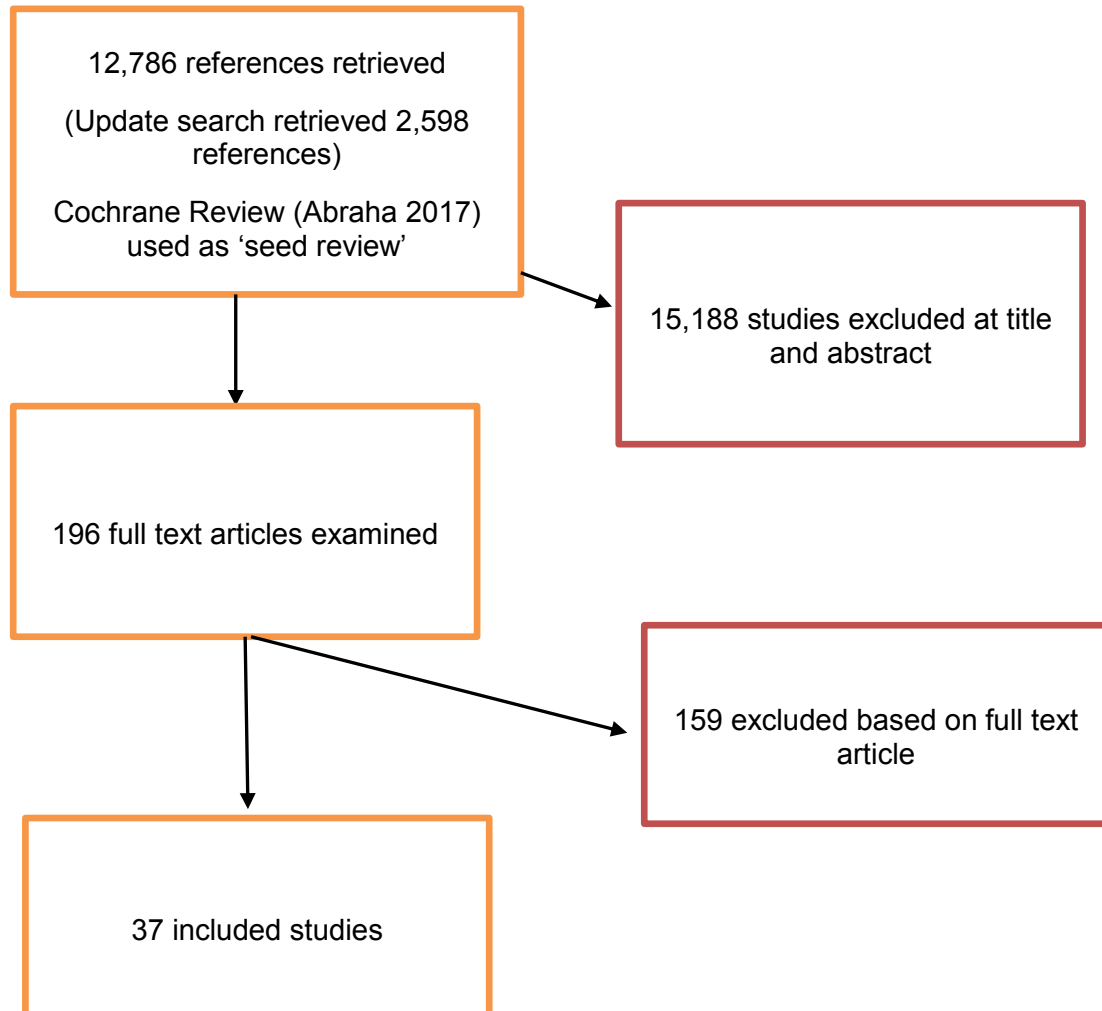 12,786 references retrieved
(Update search retrieved 2,598
references)
Cochrane Review (Abraha 2017)
used as ‘seed review’
15,188 studies excluded at title
and abstract
196 full text articles examined
159 excluded based on full text
article
37 included studies